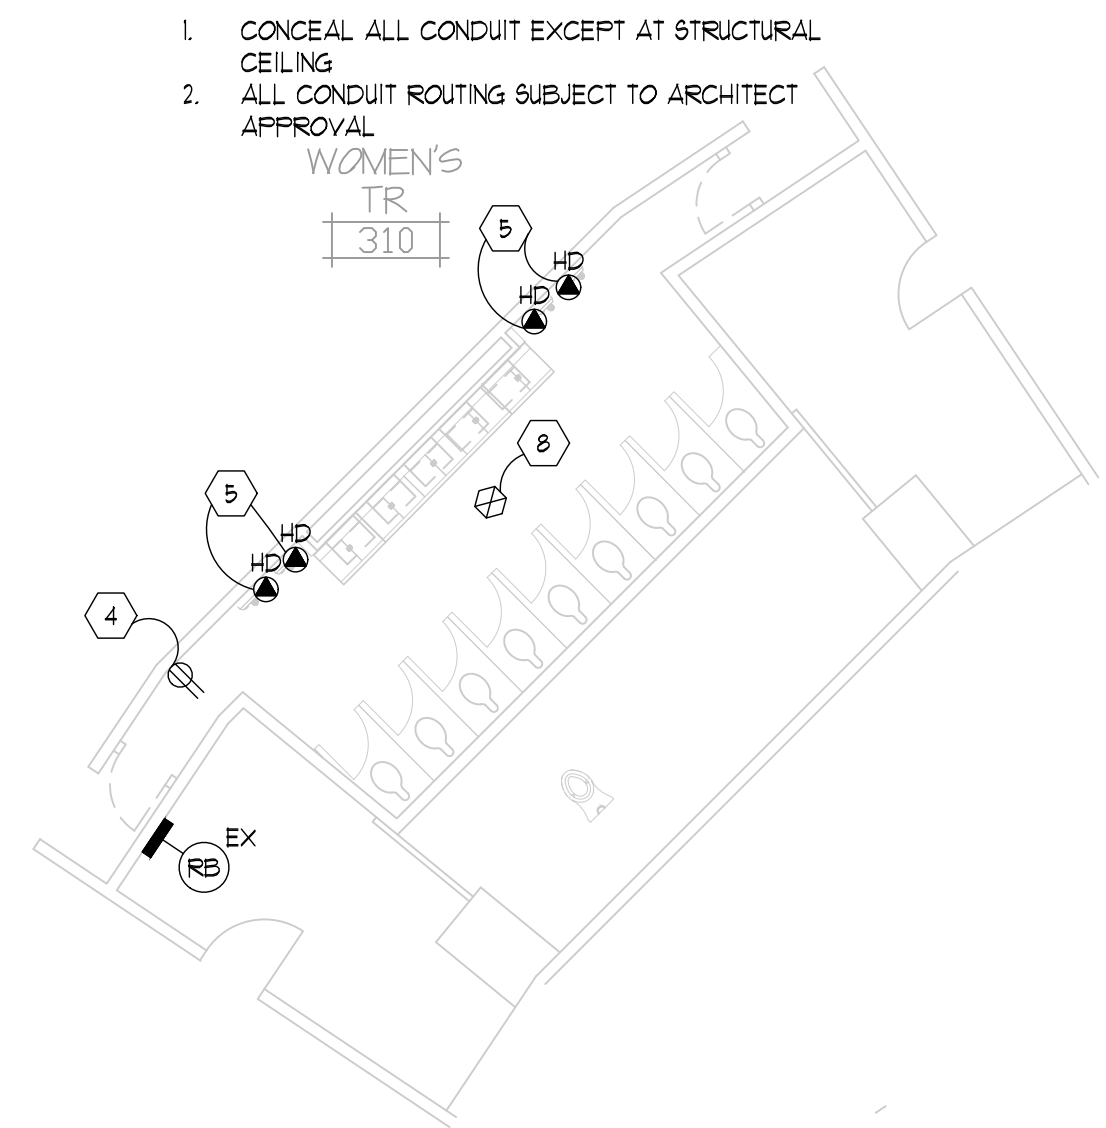 1. CONCEAL ALL CONDUIT EXCEPT AT STRUCTURAL
CEILING
2. ALL CONDUIT ROUTING SUBJECT TO ARCHITECT
APPROVAL
WOMEN'S
TR
310
5
HD
HD
8
5
HD
HD
4
EX
RB